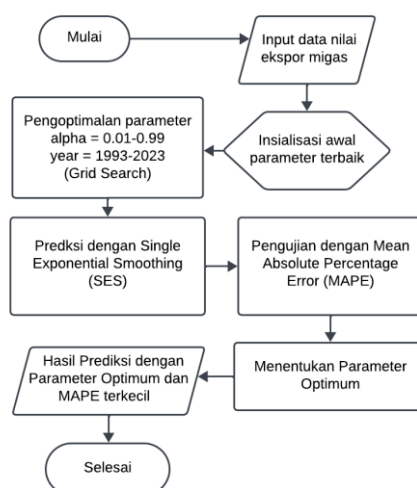 Mulai
Input data nilai
ekspor migas
Insialisasi awal
parameter terbaik
Pengoptimalan parameter
alpha = 0.01-0.99
year = 1993-2023
(Grid Search)
Predksi dengan Single
Exponential Smoothing
(SES)
Pengujian dengan Mean
Absolute Percentage
Error (MAPE)
Menentukan Parameter
Optimum
Hasil Prediksi dengan
Parameter Optimum dan
MAPE terkecil
Selesai